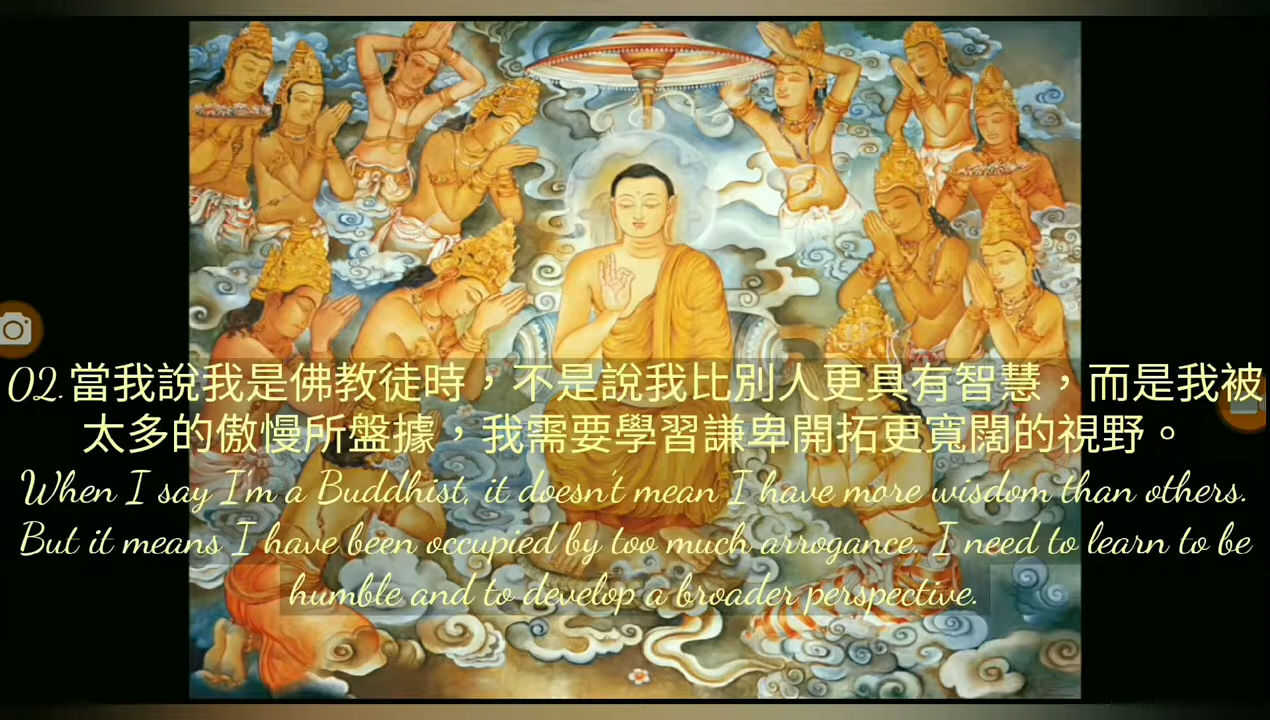 02.當我說我是佛教徒時，不是說我比別人更具有智慧，而是我被
太多的傲慢所盤據，我需要學習謙卑開拓更寬闊的視野。
When I say I'm a Buddhist, it doesn't mean I have more wisdom than others.
But it means I have been occupied by too much arrogance. I need to learn to be
humble and to develop a broader perspective.